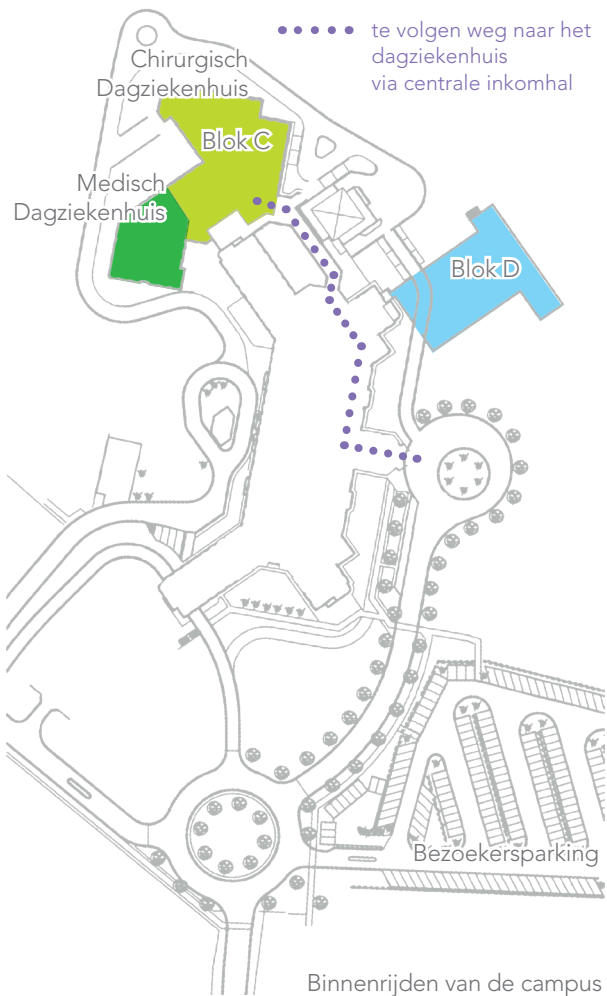 te volgen weg naar het
dagziekenhuis
via centrale inkomhal
Chirurgisch
Dagziekenhuis
Blok C
Medisch
Dagziekenhuis
Blok D
Bezoekersparking
Binnenrijden van de campus